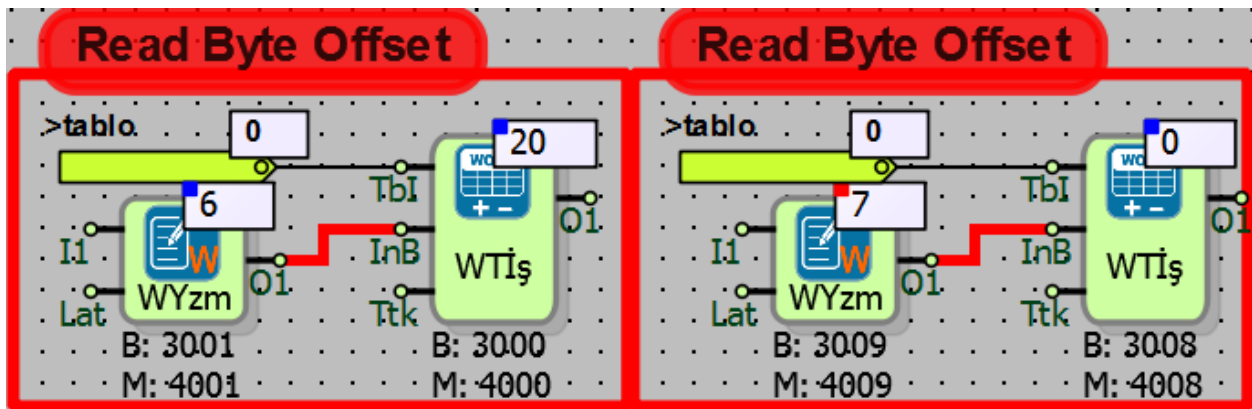 Read Byte Offset
>tablo
0
20
TbI
6
I1
InB
O1
W
O1
WTİş
WYzm
Lat
Ttk
B: 3001
B: 3000
M: 4001
M: 4000
Read Byte Offset
>tablo
0
0
TbI
7
I1
InB
O1
W
O1
WTİş
WYzm
Lat
Ttk
B: 3009
B: 3008
M: 4009
M: 4008